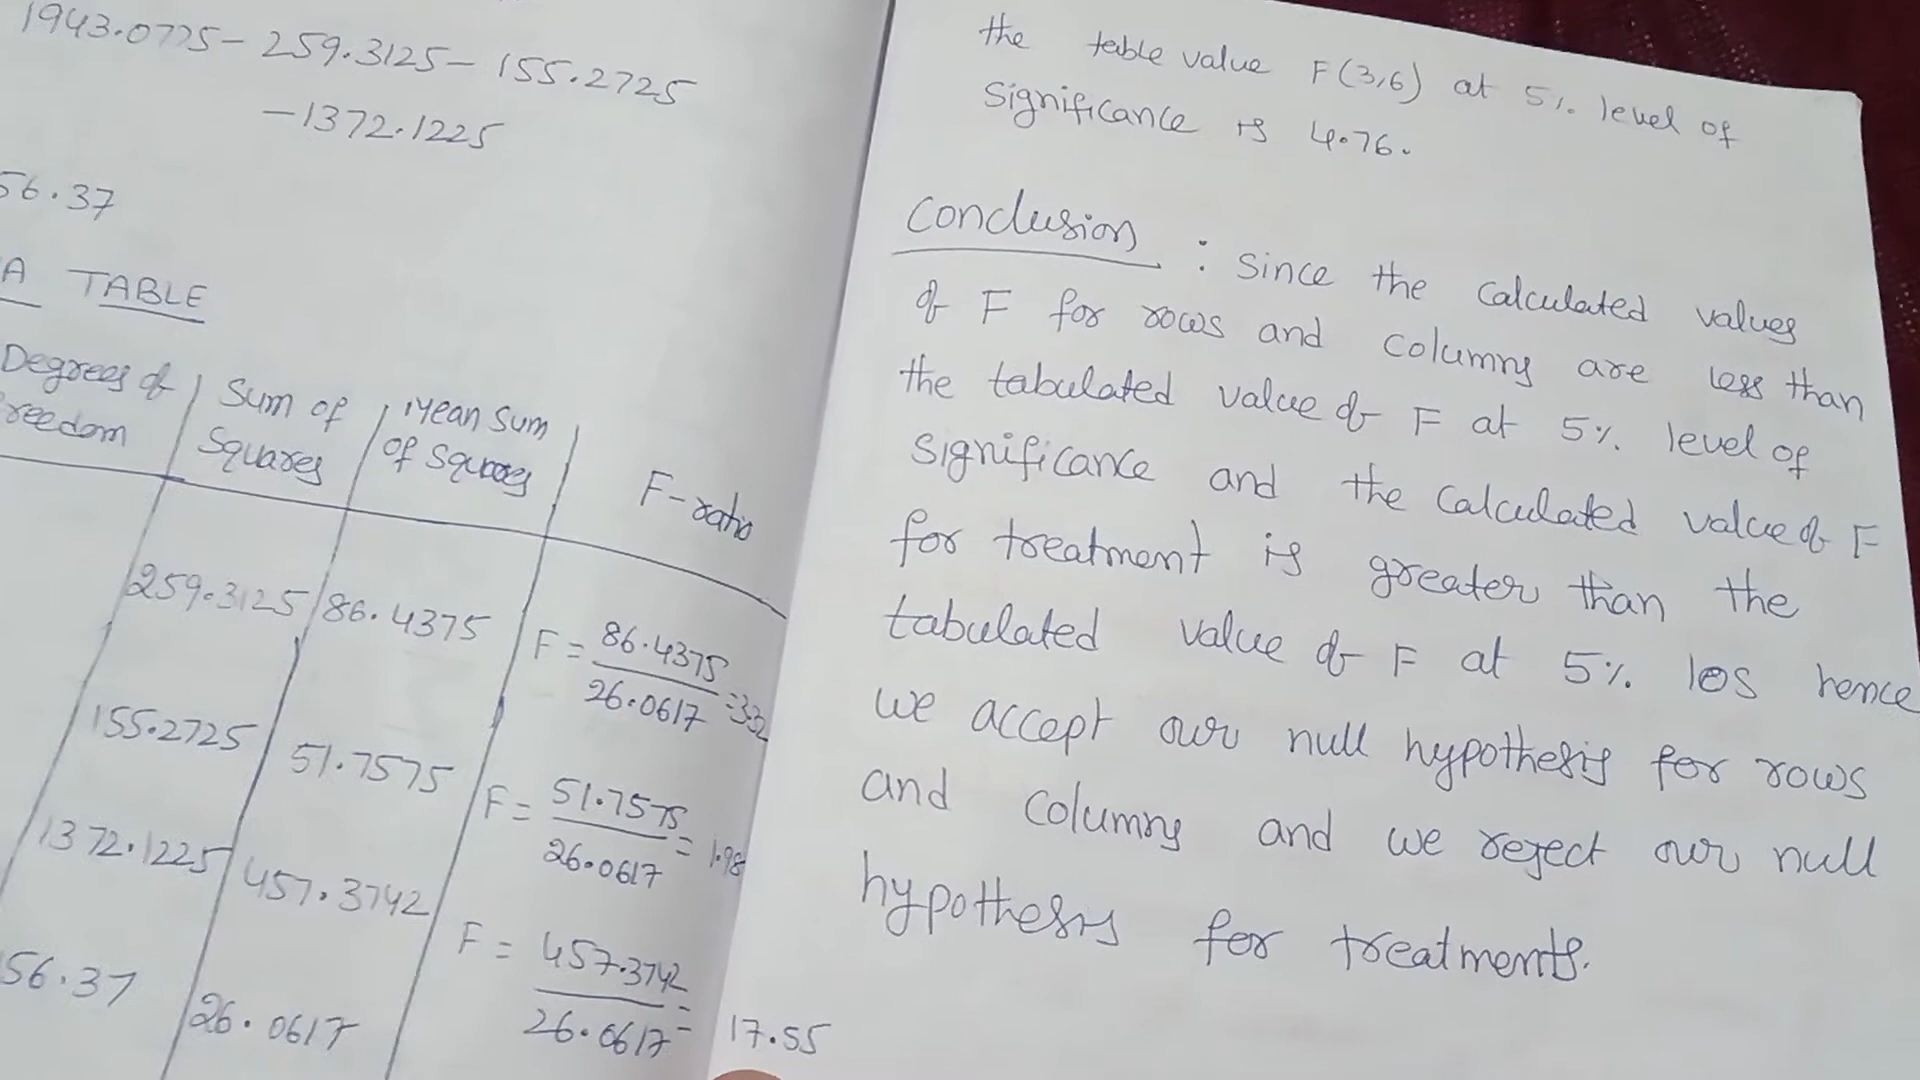 1943.0775- 259.3125- 155.2725
-1372.1225
56.37
A TABLE
Degrees of | Sum of | Mean Sum
reedom | Squares | of Squares | F-ratio
259.3125 | 86.4375 | F = 86.4375 / 26.0617 = 3.32
155.2725 | 51.7575 | F = 51.7575 / 26.0617 = 1.98
1372.1225 | 457.3742 | F = 457.3742 / 26.0617 = 17.55
56.37 | 26.0617
the table value F(3,6) at 5% level of
significance is 4.76.
Conclusion : Since the calculated values
of F for rows and columns are less than
the tabulated value of F at 5% level of
significance and the calculated value of F
for treatment is greater than the
tabulated value of F at 5% los hence
we accept our null hypothesis for rows
and columns and we reject our null
hypothesis for treatments.